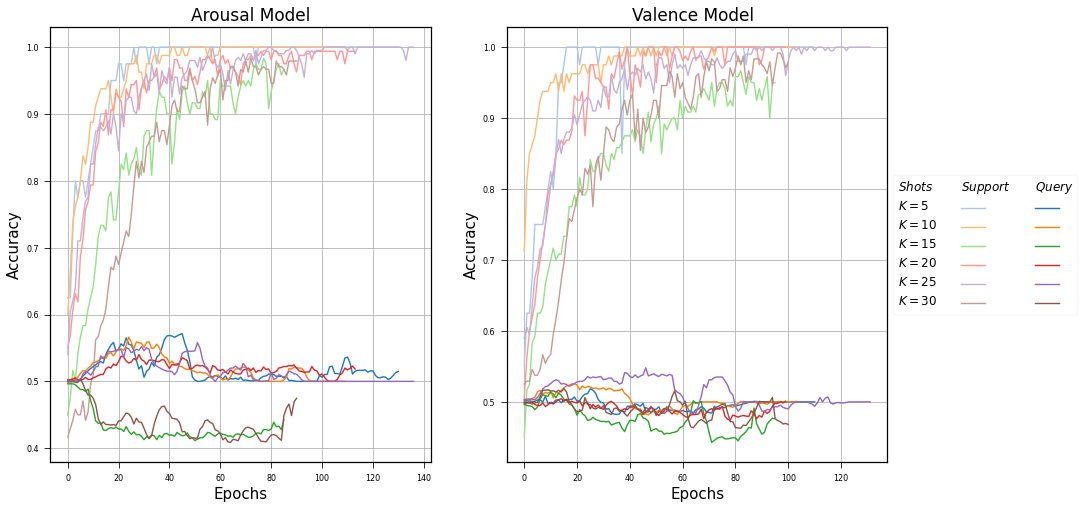 Arousal Model
Accuracy
1.0
0.9
0.8
0.7
0.6
0.5
0.4
0 20 40 60 80 100 120 140
Epochs
Valence Model
Accuracy
1.0
0.9
0.8
0.7
0.6
0.5
0 20 40 60 80 100 120
Epochs
Shots Support Query
K = 5
K = 10
K = 15
K = 20
K = 25
K = 30